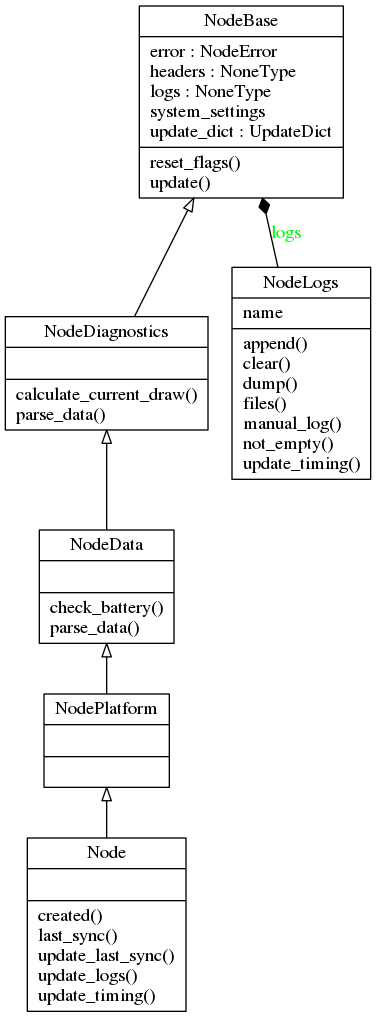 NodeBase
error : NodeError
headers : NoneType
logs : NoneType
system_settings
update_dict : UpdateDict
reset_flags()
update()
logs
NodeLogs
name
append()
clear()
dump()
files()
manual_log()
not_empty()
update_timing()
NodeDiagnostics
calculate_current_draw()
parse_data()
NodeData
check_battery()
parse_data()
NodePlatform
Node
created()
last_sync()
update_last_sync()
update_logs()
update_timing()